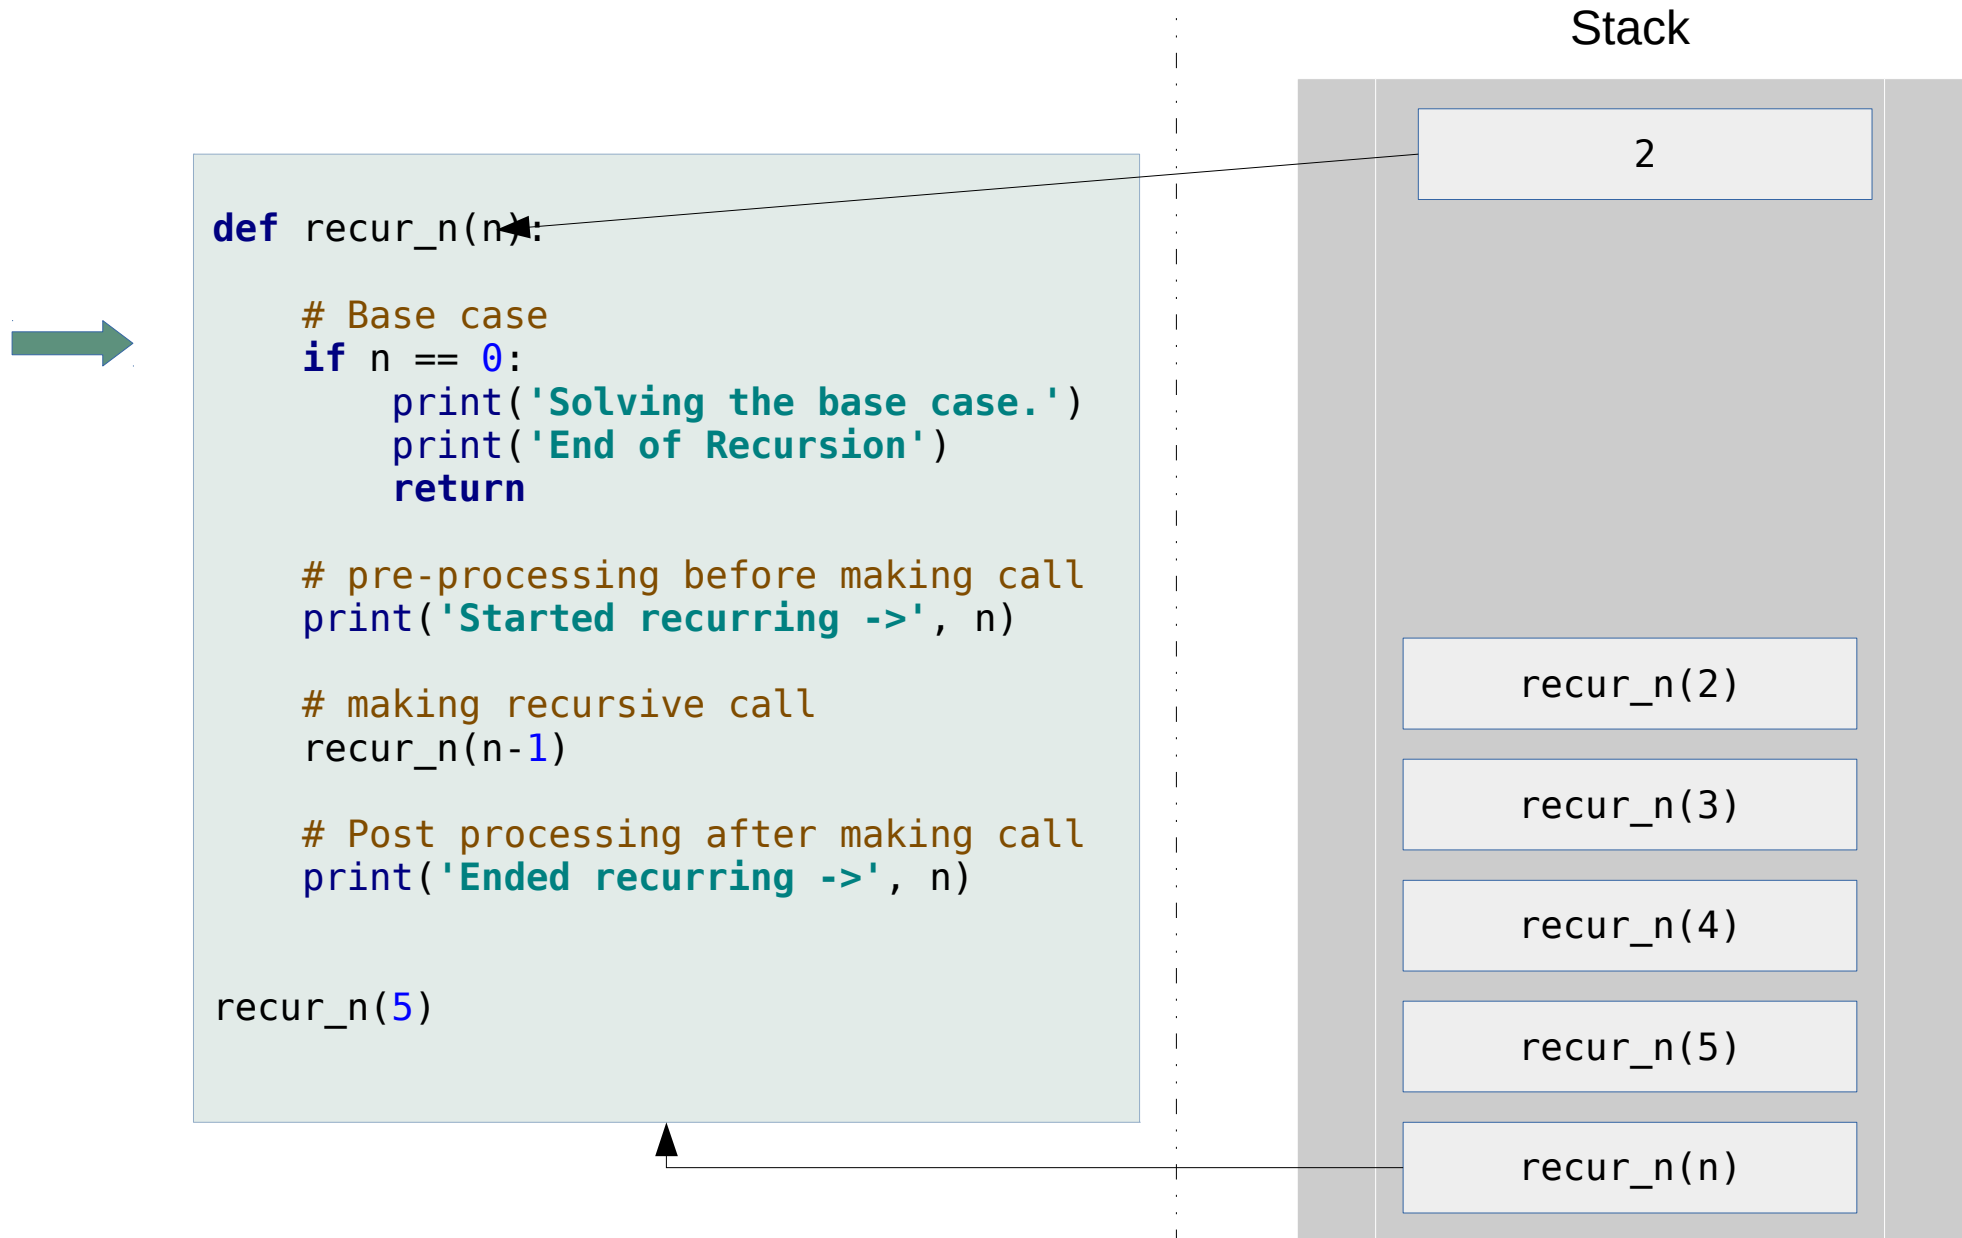 Stack
2
def recur_n(n):
    # Base case
    if n == 0:
        print('Solving the base case.')
        print('End of Recursion')
        return
    # pre-processing before making call
    print('Started recurring ->', n)
    # making recursive call
    recur_n(n-1)
    # Post processing after making call
    print('Ended recurring ->', n)
recur_n(5)
recur_n(2)
recur_n(3)
recur_n(4)
recur_n(5)
recur_n(n)